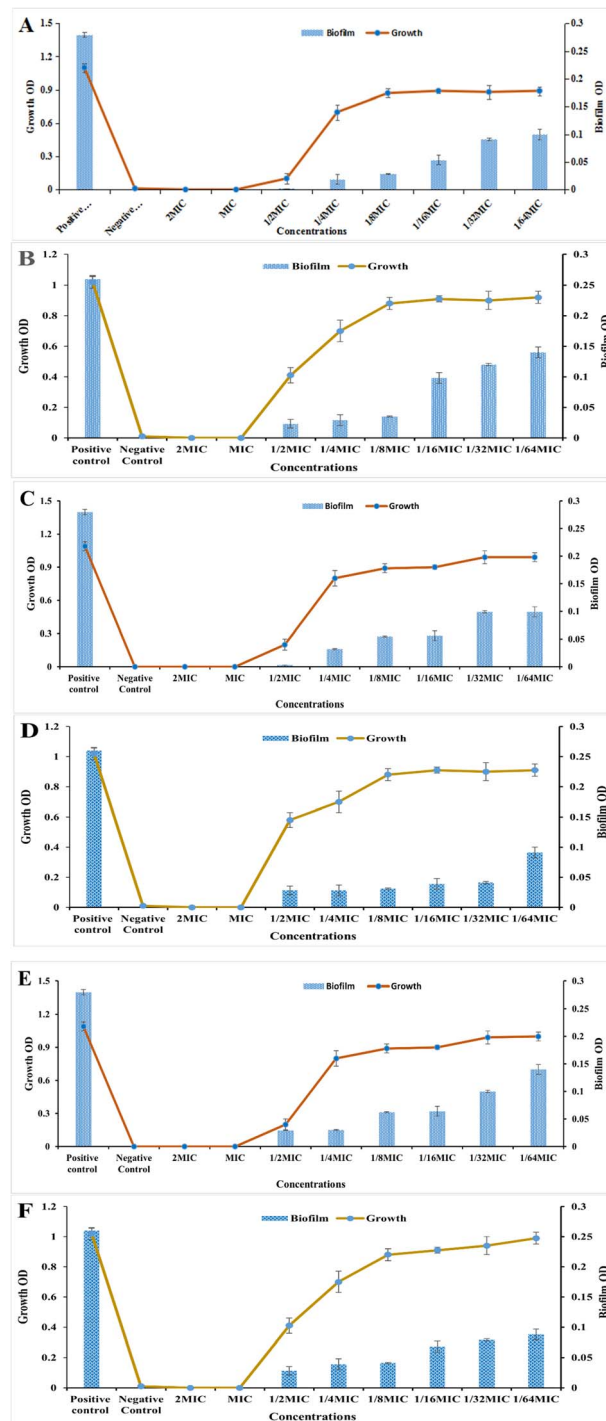 A
Biofilm Growth
1.5 0.3
1.2 0.25
0.9 0.2
0.6 0.15
0.3 0.1
0 0.05
0
Growth OD
Biofilm OD
Positive… Negative… 2MIC MIC 1/2MIC 1/4MIC 1/8MIC 1/16MIC 1/32MIC 1/64MIC
Concentrations
B
Biofilm Growth
1.2 0.3
1 0.25
0.8 0.2
0.6 0.15
0.4 0.1
0.2 0.05
0 0
Growth OD
Biofilm OD
Positive control Negative Control 2MIC MIC 1/2MIC 1/4MIC 1/8MIC 1/16MIC 1/32MIC 1/64MIC
Concentrations
C
Biofilm Growth
1.5 0.3
1.2 0.25
0.9 0.2
0.6 0.15
0.3 0.1
0 0.05
0
Growth OD
Biofilm OD
Positive control Negative Control 2MIC MIC 1/2MIC 1/4MIC 1/8MIC 1/16MIC 1/32MIC 1/64MIC
Concentrations
D
Biofilm Growth
1.2 0.3
1 0.25
0.8 0.2
0.6 0.15
0.4 0.1
0.2 0.05
0 0
Growth OD
Biofilm OD
Positive control Negative Control 2MIC MIC 1/2MIC 1/4MIC 1/8MIC 1/16MIC 1/32MIC 1/64MIC
Concentrations
E
Biofilm Growth
1.5 0.3
1.2 0.25
0.9 0.2
0.6 0.15
0.3 0.1
0 0.05
0
Growth OD
Biofilm OD
Positive control Negative Control 2MIC MIC 1/2MIC 1/4MIC 1/8MIC 1/16MIC 1/32MIC 1/64MIC
Concentrations
F
Biofilm Growth
1.2 0.3
1 0.25
0.8 0.2
0.6 0.15
0.4 0.1
0.2 0.05
0 0
Growth OD
Biofilm OD
Positive control Negative Control 2MIC MIC 1/2MIC 1/4MIC 1/8MIC 1/16MIC 1/32MIC 1/64MIC
Concentrations